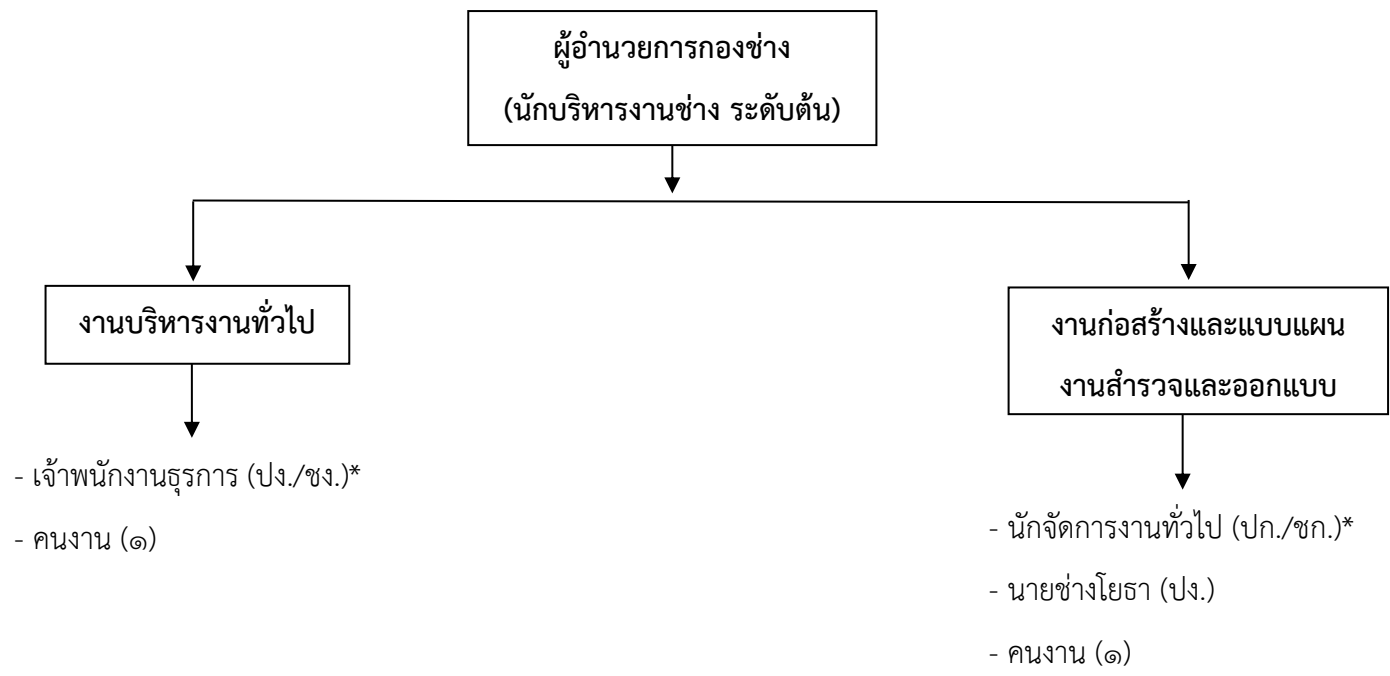 ผู้อำนวยการกองช่าง
(นักบริหารงานช่าง ระดับต้น)
งานบริหารงานทั่วไป
- เจ้าพนักงานธุรการ (ปง./ชง.)*
- คนงาน (๑)
งานก่อสร้างและแบบแผน
งานสำรวจและออกแบบ
- นักจัดการงานทั่วไป (ปก./ชก.)*
- นายช่างโยธา (ปง.)
- คนงาน (๑)